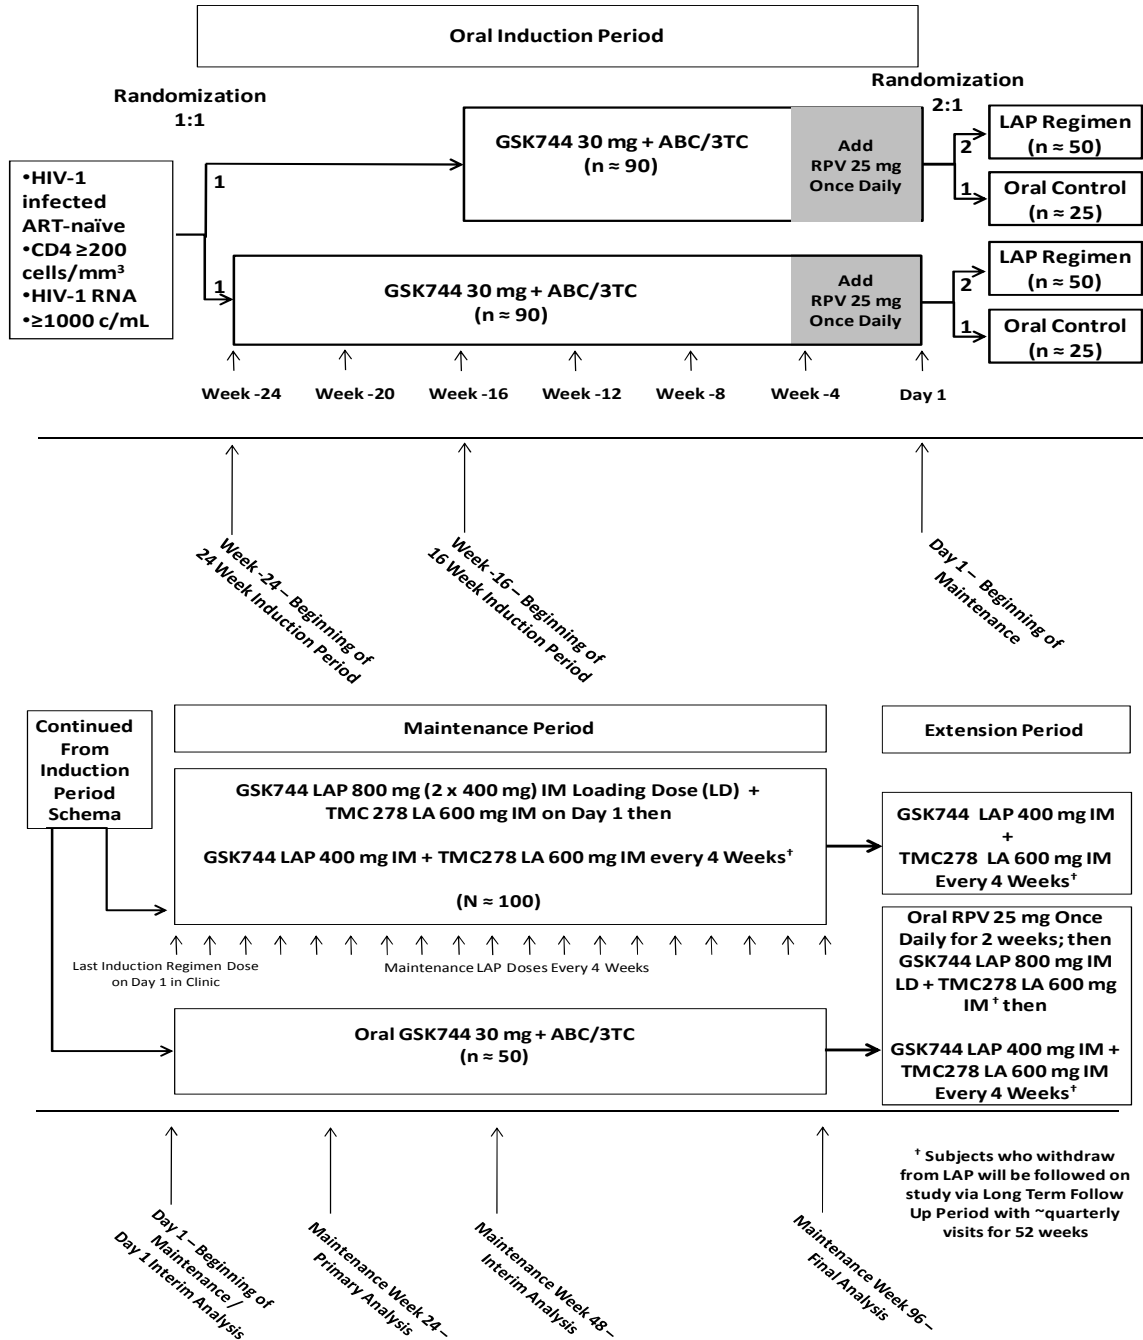 Oral Induction Period
Randomization
1:1
Randomization
2:1
•HIV-1
infected
ART-naïve
•CD4 ≥200
cells/mm³
•HIV-1 RNA
•≥1000 c/mL
1
GSK744 30 mg + ABC/3TC
(n ≈ 90)
Add
RPV 25 mg
Once Daily
2
LAP Regimen
(n ≈ 50)
1
Oral Control
(n ≈ 25)
1
GSK744 30 mg + ABC/3TC
(n ≈ 90)
Add
RPV 25 mg
Once Daily
2
LAP Regimen
(n ≈ 50)
1
Oral Control
(n ≈ 25)
Week -24
Week -20
Week -16
Week -12
Week -8
Week -4
Day 1
Week -24 – Beginning of
24 Week Induction Period
Week -16 – Beginning of
16 Week Induction Period
Day 1 – Beginning of
Maintenance
Continued
From
Induction
Period
Schema
Maintenance Period
Extension Period
GSK744 LAP 800 mg (2 x 400 mg) IM Loading Dose (LD) +
TMC 278 LA 600 mg IM on Day 1 then
GSK744 LAP 400 mg IM + TMC278 LA 600 mg IM every 4 Weeks†
(N ≈ 100)
GSK744 LAP 400 mg IM
+
TMC278 LA 600 mg IM
Every 4 Weeks†
Last Induction Regimen Dose
on Day 1 in Clinic
Maintenance LAP Doses Every 4 Weeks
Oral GSK744 30 mg + ABC/3TC
(n ≈ 50)
Oral RPV 25 mg Once
Daily for 2 weeks; then
GSK744 LAP 800 mg IM
LD + TMC278 LA 600 mg
IM † then
GSK744 LAP 400 mg IM +
TMC278 LA 600 mg IM
Every 4 Weeks†
Day 1 – Beginning of
Maintenance /
Day 1 Interim Analysis
Maintenance Week 24 –
Primary Analysis
Maintenance Week 48 –
Interim Analysis
Maintenance Week 96 –
Final Analysis
† Subjects who withdraw
from LAP will be followed on
study via Long Term Follow
Up Period with ~quarterly
visits for 52 weeks